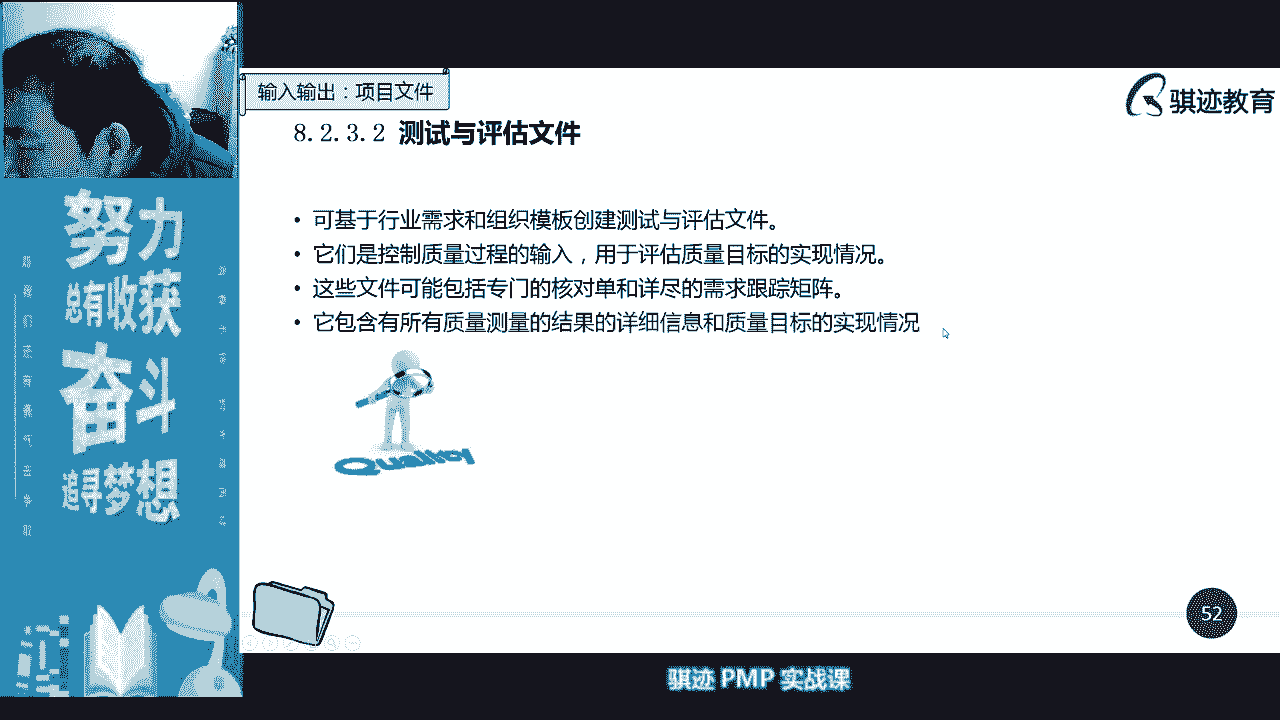 输入输出：项目文件
骐迹教育
8.2.3.2 测试与评估文件
• 可基于行业需求和组织模板创建测试与评估文件。
• 它们是控制质量过程的输入，用于评估质量目标的实现情况。
• 这些文件可能包括专门的核对单和详尽的需求跟踪矩阵。
• 它包含有所有质量测量的结果的详细信息和质量目标的实现情况
Quality
努力
总有收获
奋斗
追寻梦想
52
骐迹 PMP 实战课